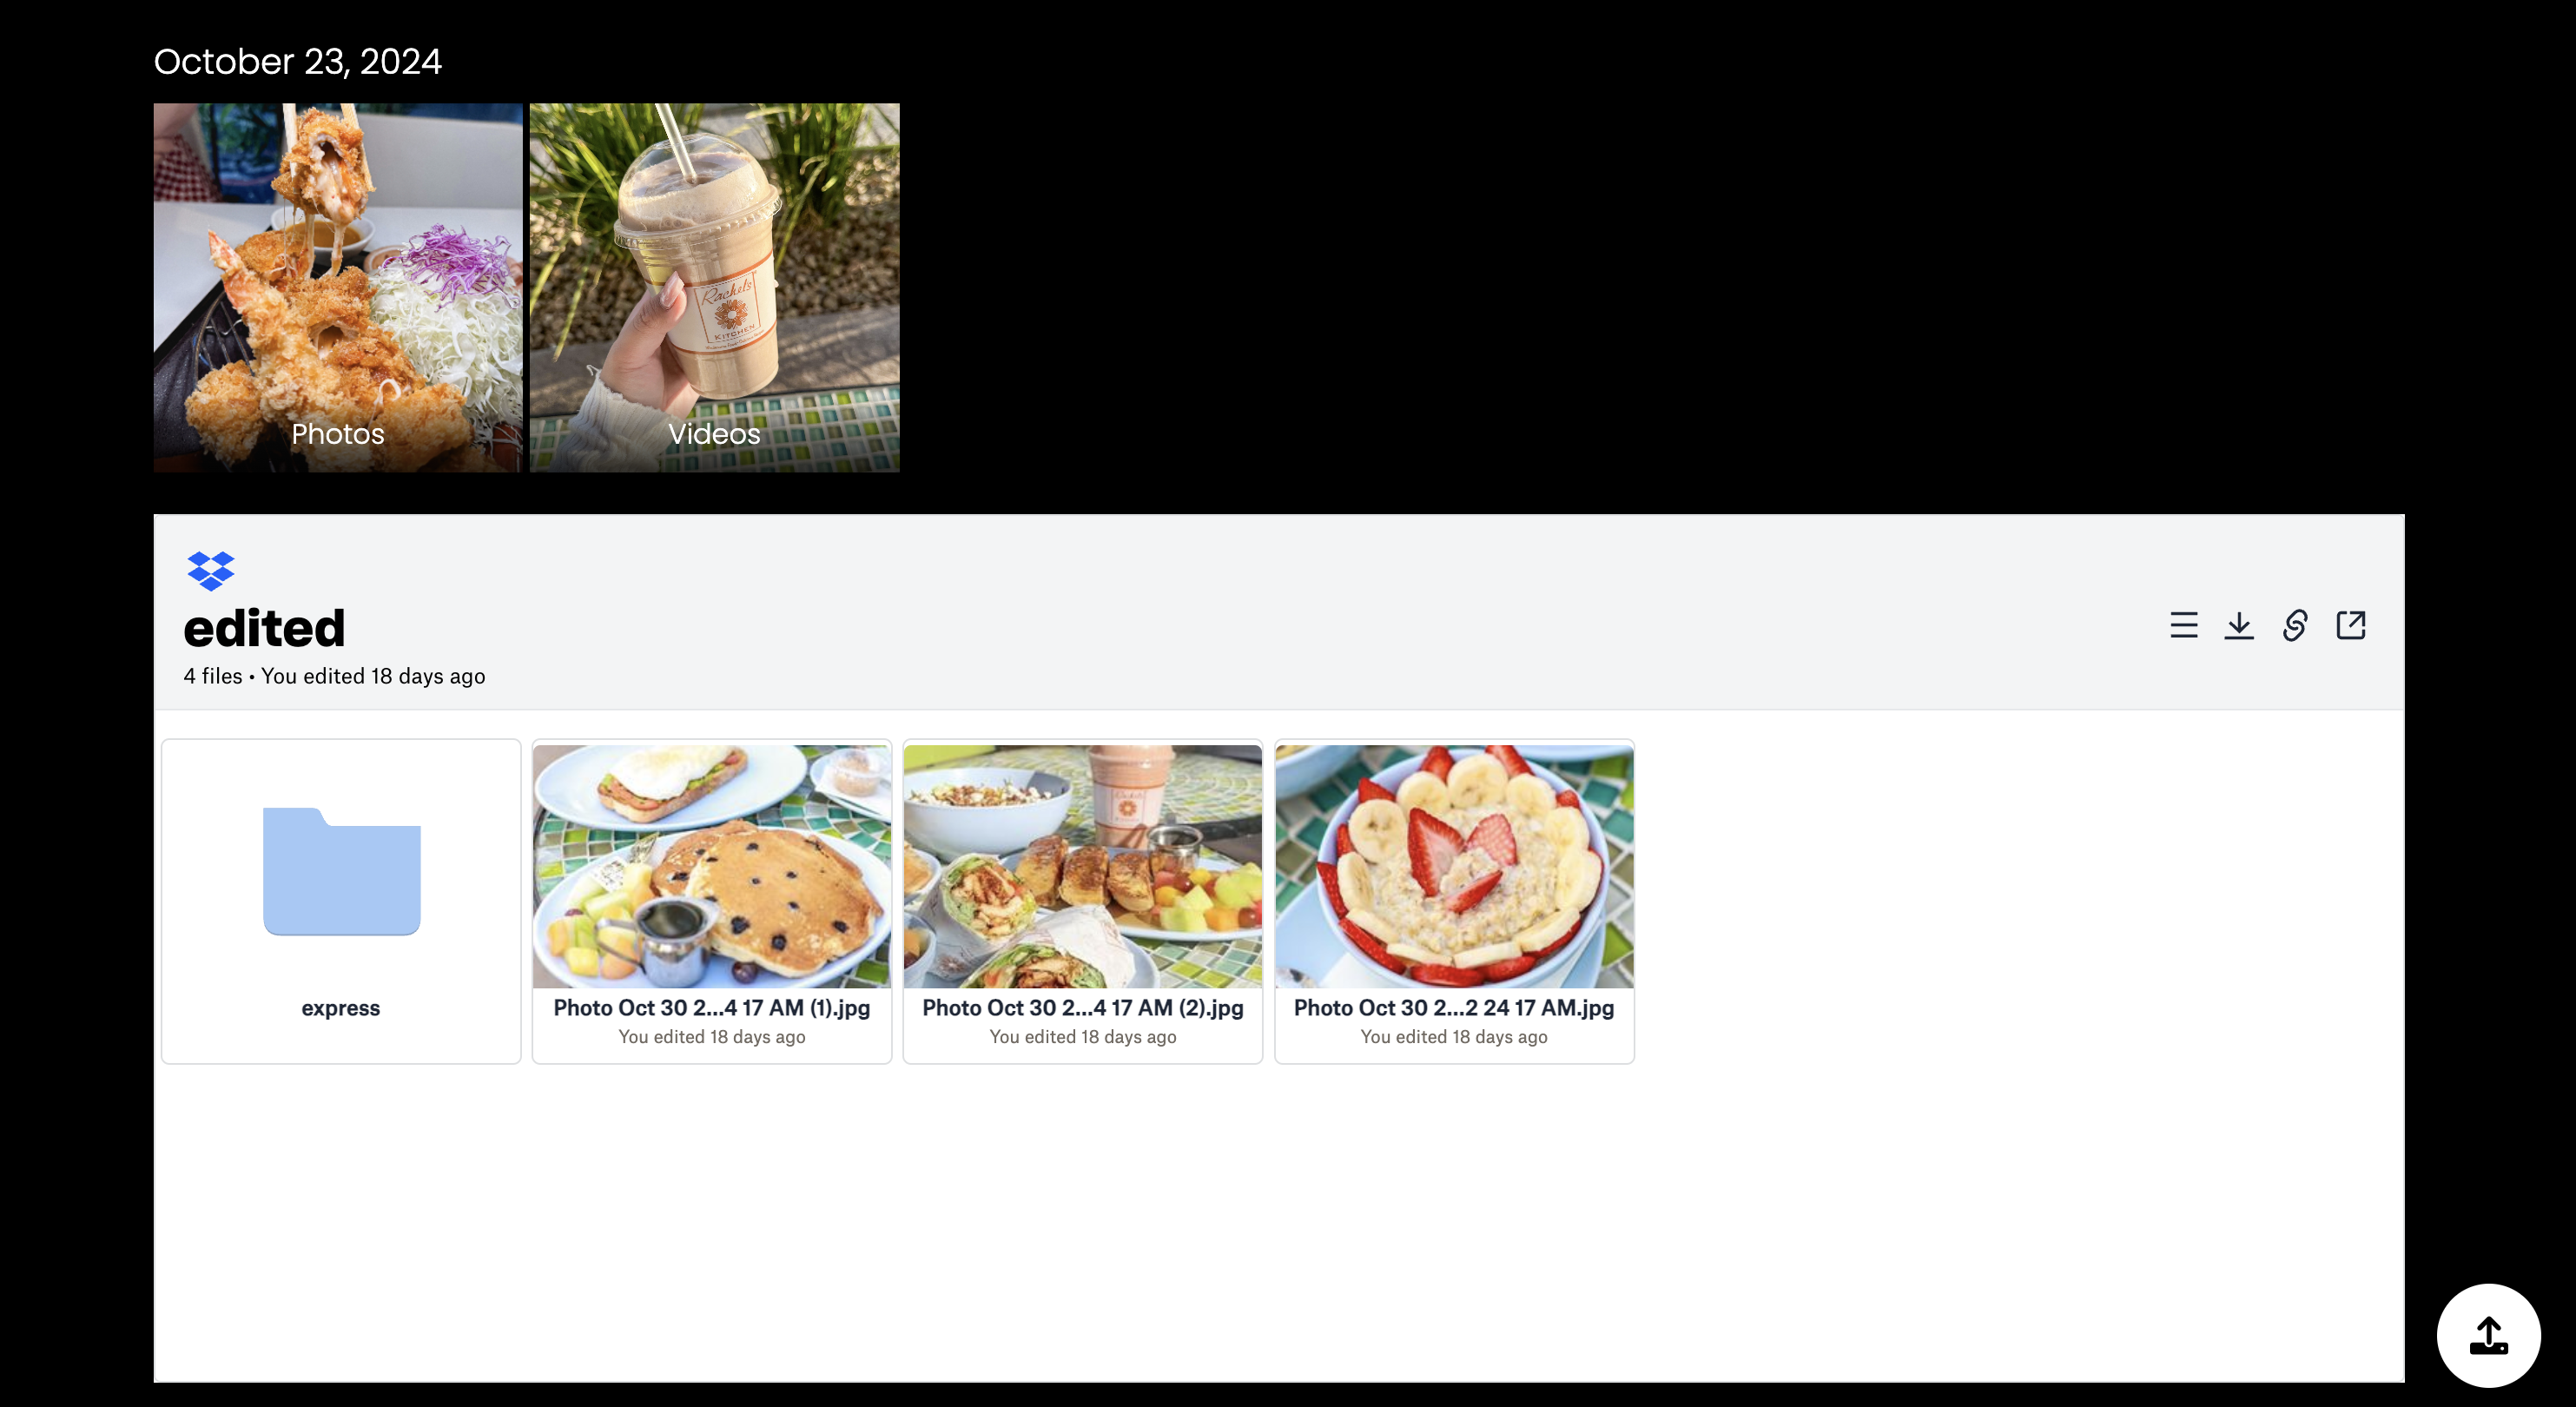 October 23, 2024
Photos
Videos
Rachel's
KITCHEN
edited
4 files • You edited 18 days ago
express
Photo Oct 30 2...4 17 AM (1).jpg
You edited 18 days ago
Photo Oct 30 2...4 17 AM (2).jpg
You edited 18 days ago
Photo Oct 30 2...2 24 17 AM.jpg
You edited 18 days ago